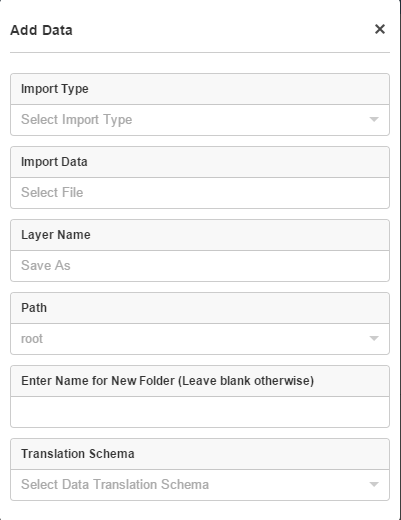 Add Data
×
Import Type
Select Import Type
Import Data
Select File
Layer Name
Save As
Path
root
Enter Name for New Folder (Leave blank otherwise)
Translation Schema
Select Data Translation Schema